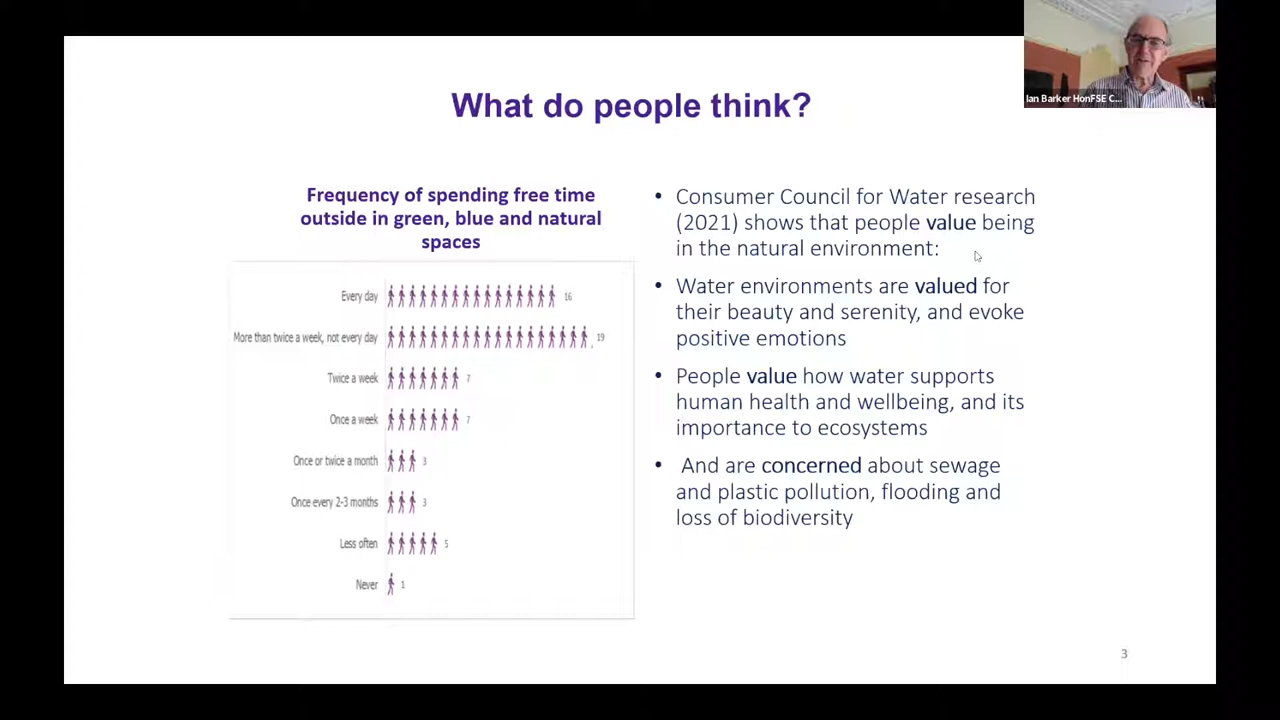 Ian Barker HonFSE C...
What do people think?
Frequency of spending free time
outside in green, blue and natural
spaces
Every day 16
More than twice a week, not every day 19
Twice a week 7
Once a week 7
Once or twice a month 3
Once every 2-3 months 3
Less often 5
Never 1
• Consumer Council for Water research
(2021) shows that people value being
in the natural environment:
• Water environments are valued for
their beauty and serenity, and evoke
positive emotions
• People value how water supports
human health and wellbeing, and its
importance to ecosystems
• And are concerned about sewage
and plastic pollution, flooding and
loss of biodiversity
3